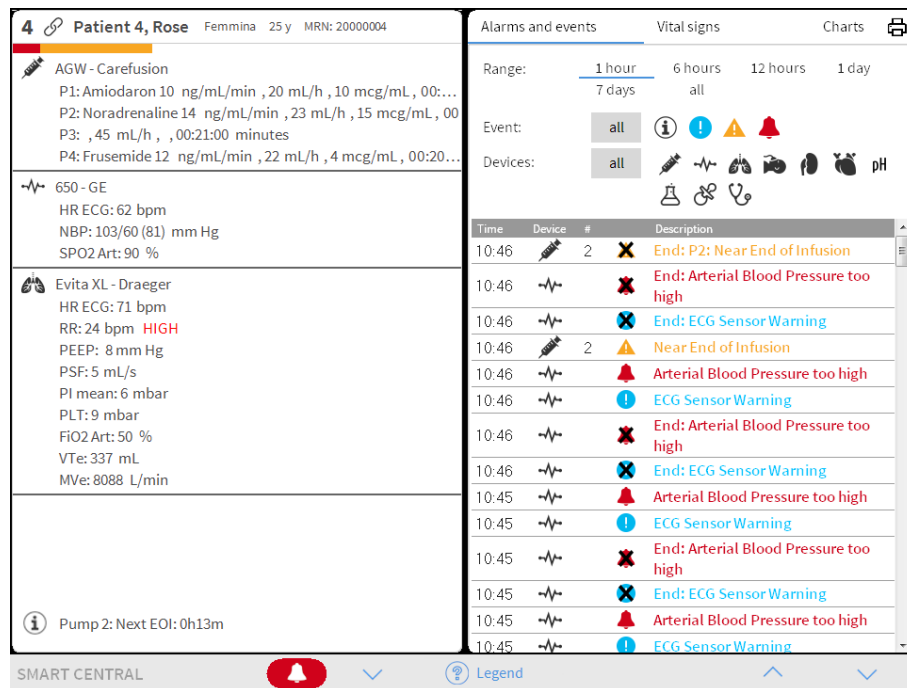 4 Patient 4, Rose Femmina 25 y MRN: 20000004
AGW - Carefusion
P1: Amiodaron 10 ng/mL/min , 20 mL/h , 10 mcg/mL , 00:...
P2: Noradrenaline 14 ng/mL/min , 23 mL/h , 15 mcg/mL , 00
P3: , 45 mL/h , , 00:21:00 minutes
P4: Frusemide 12 ng/mL/min , 22 mL/h , 4 mcg/mL , 00:20...
650 - GE
HR ECG: 62 bpm
NBP: 103/60 (81) mm Hg
SPO2 Art: 90 %
Evita XL - Draeger
HR ECG: 71 bpm
RR: 24 bpm HIGH
PEEP: 8 mm Hg
PSF: 5 mL/s
PI mean: 6 mbar
PLT: 9 mbar
FiO2 Art: 50 %
VTe: 337 mL
MVe: 8088 L/min
Pump 2: Next EOI: 0h13m
Alarms and events Vital signs Charts
Range: 1 hour 6 hours 12 hours 1 day
7 days all
Event: all
Devices: all pH
Time Device # Description
10:46 2 End: P2: Near End of Infusion
10:46 End: Arterial Blood Pressure too
high
10:46 End: ECG Sensor Warning
10:46 2 Near End of Infusion
10:46 Arterial Blood Pressure too high
10:46 ECG Sensor Warning
10:46 End: Arterial Blood Pressure too
high
10:46 End: ECG Sensor Warning
10:45 Arterial Blood Pressure too high
10:45 ECG Sensor Warning
10:45 End: Arterial Blood Pressure too
high
10:45 End: ECG Sensor Warning
10:45 Arterial Blood Pressure too high
10:45 ECG Sensor Warning
SMART CENTRAL Legend